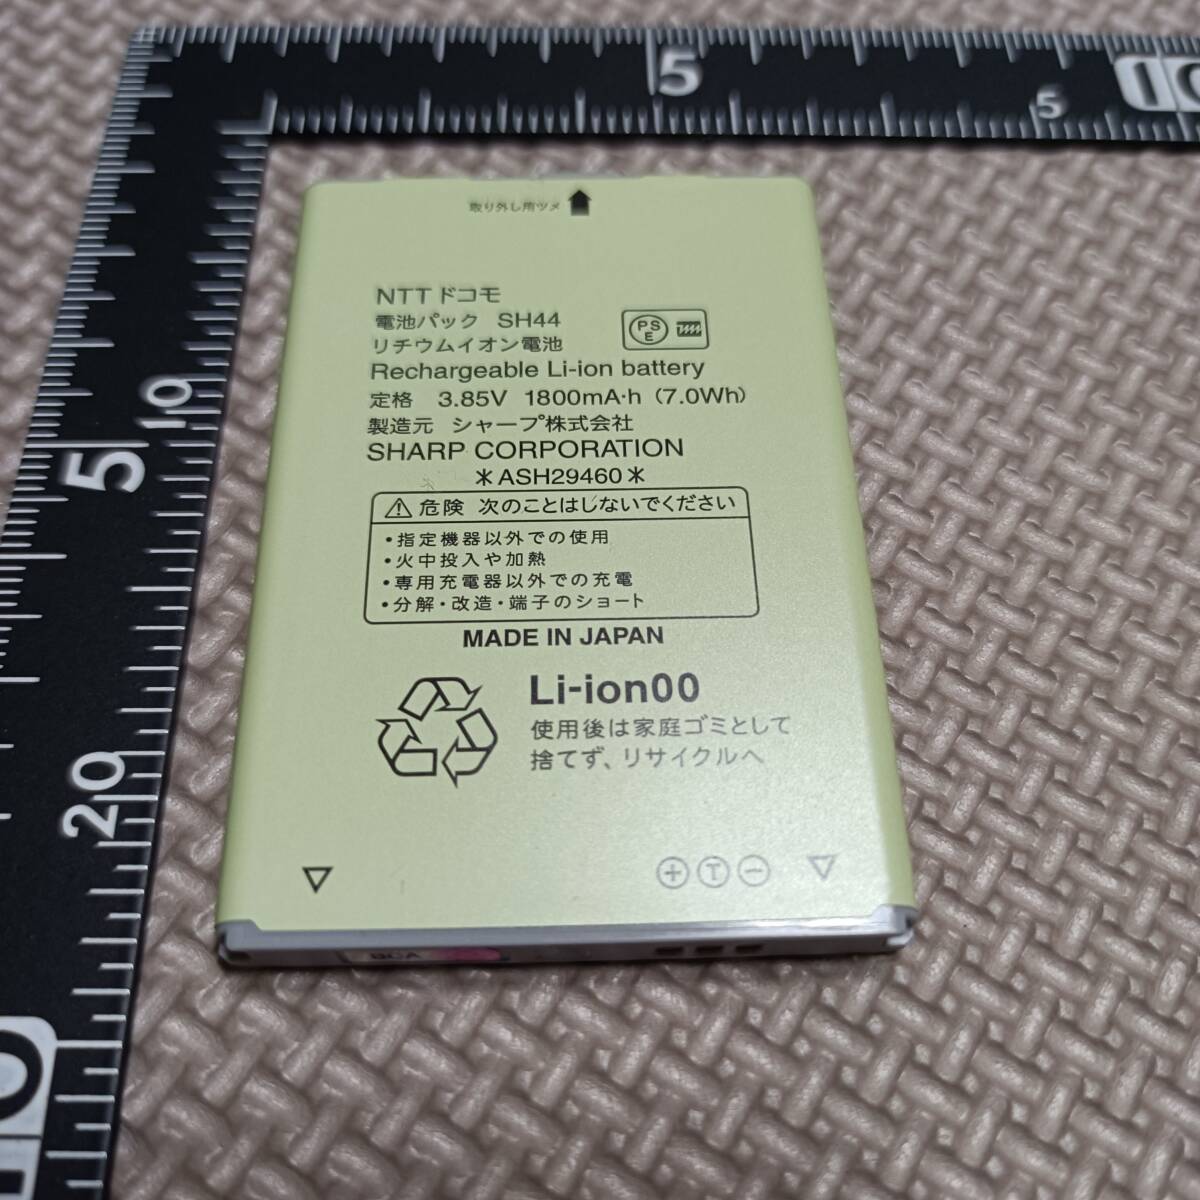 5
5
10
取り外し用ツメ
NTT ドコモ
電池パック SH44
PSE
リチウムイオン電池
Rechargeable Li-ion battery
定格 3.85V 1800mA·h (7.0Wh)
製造元 シャープ株式会社
SHARP CORPORATION
*ASH29460*
危険 次のことはしないでください
・指定機器以外での使用
・火中投入や加熱
・専用充電器以外での充電
・分解・改造・端子のショート
MADE IN JAPAN
Li-ion00
使用後は家庭ゴミとして
捨てず、リサイクルへ
+ T −
BCA
10
5
20